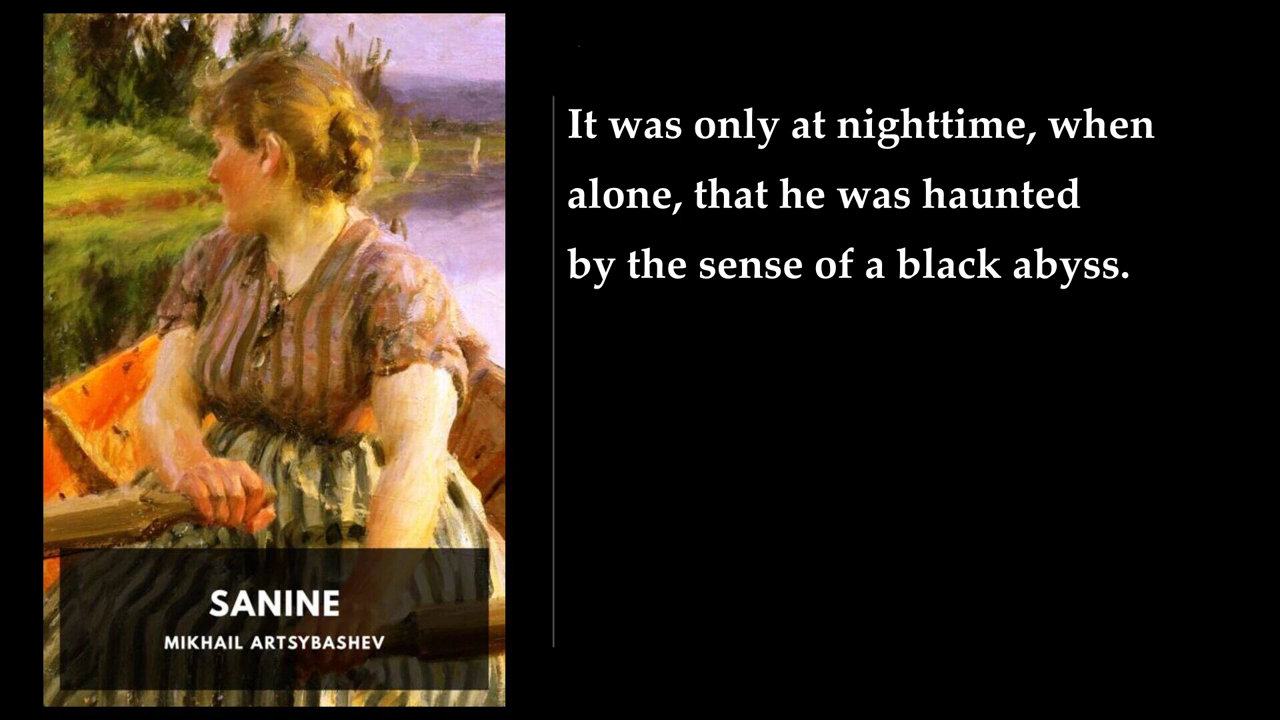 SANINE
MIKHAIL ARTSYBASHEV
It was only at nighttime, when
alone, that he was haunted
by the sense of a black abyss.